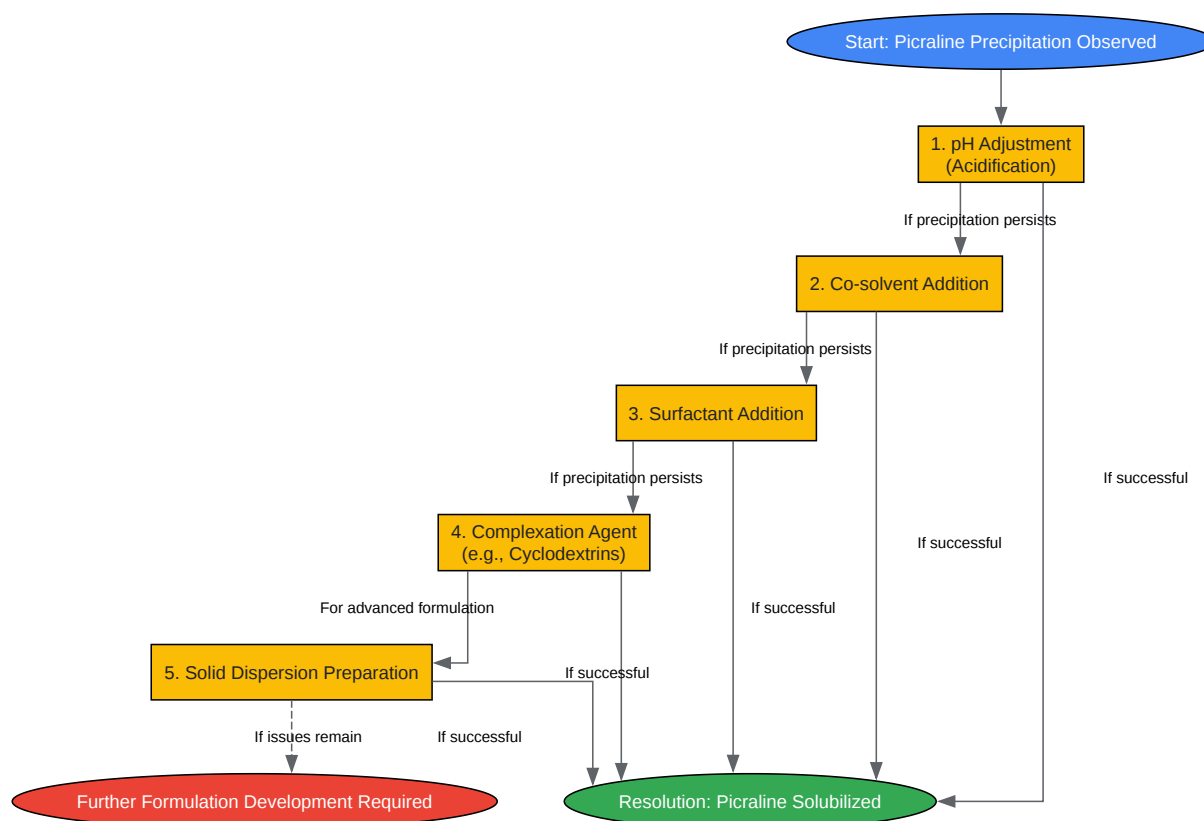 Start: Picraline Precipitation Observed
1. pH Adjustment
(Acidification)
If precipitation persists
2. Co-solvent Addition
If precipitation persists
3. Surfactant Addition
If precipitation persists
If successful
4. Complexation Agent
(e.g., Cyclodextrins)
If successful
For advanced formulation
If successful
5. Solid Dispersion Preparation
If successful
If issues remain
If successful
Further Formulation Development Required
Resolution: Picraline Solubilized